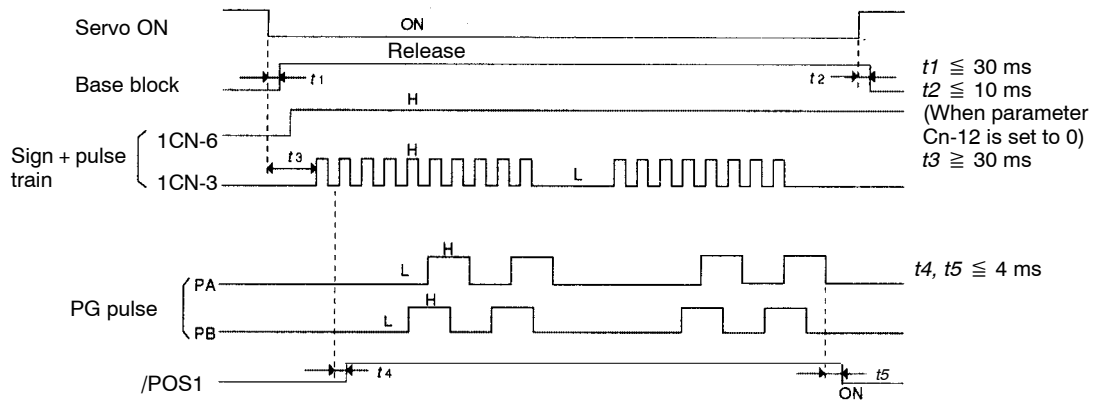 Servo ON
ON
Release
Base block
t1
t2
t1 ≦ 30 ms
t2 ≦ 10 ms
(When parameter
Cn-12 is set to 0)
t3 ≧ 30 ms
H
1CN-6
Sign + pulse
train
t3
H
1CN-3
L
H
L
PA
t4, t5 ≦ 4 ms
PG pulse
H
L
PB
/POS1
t4
t5
ON